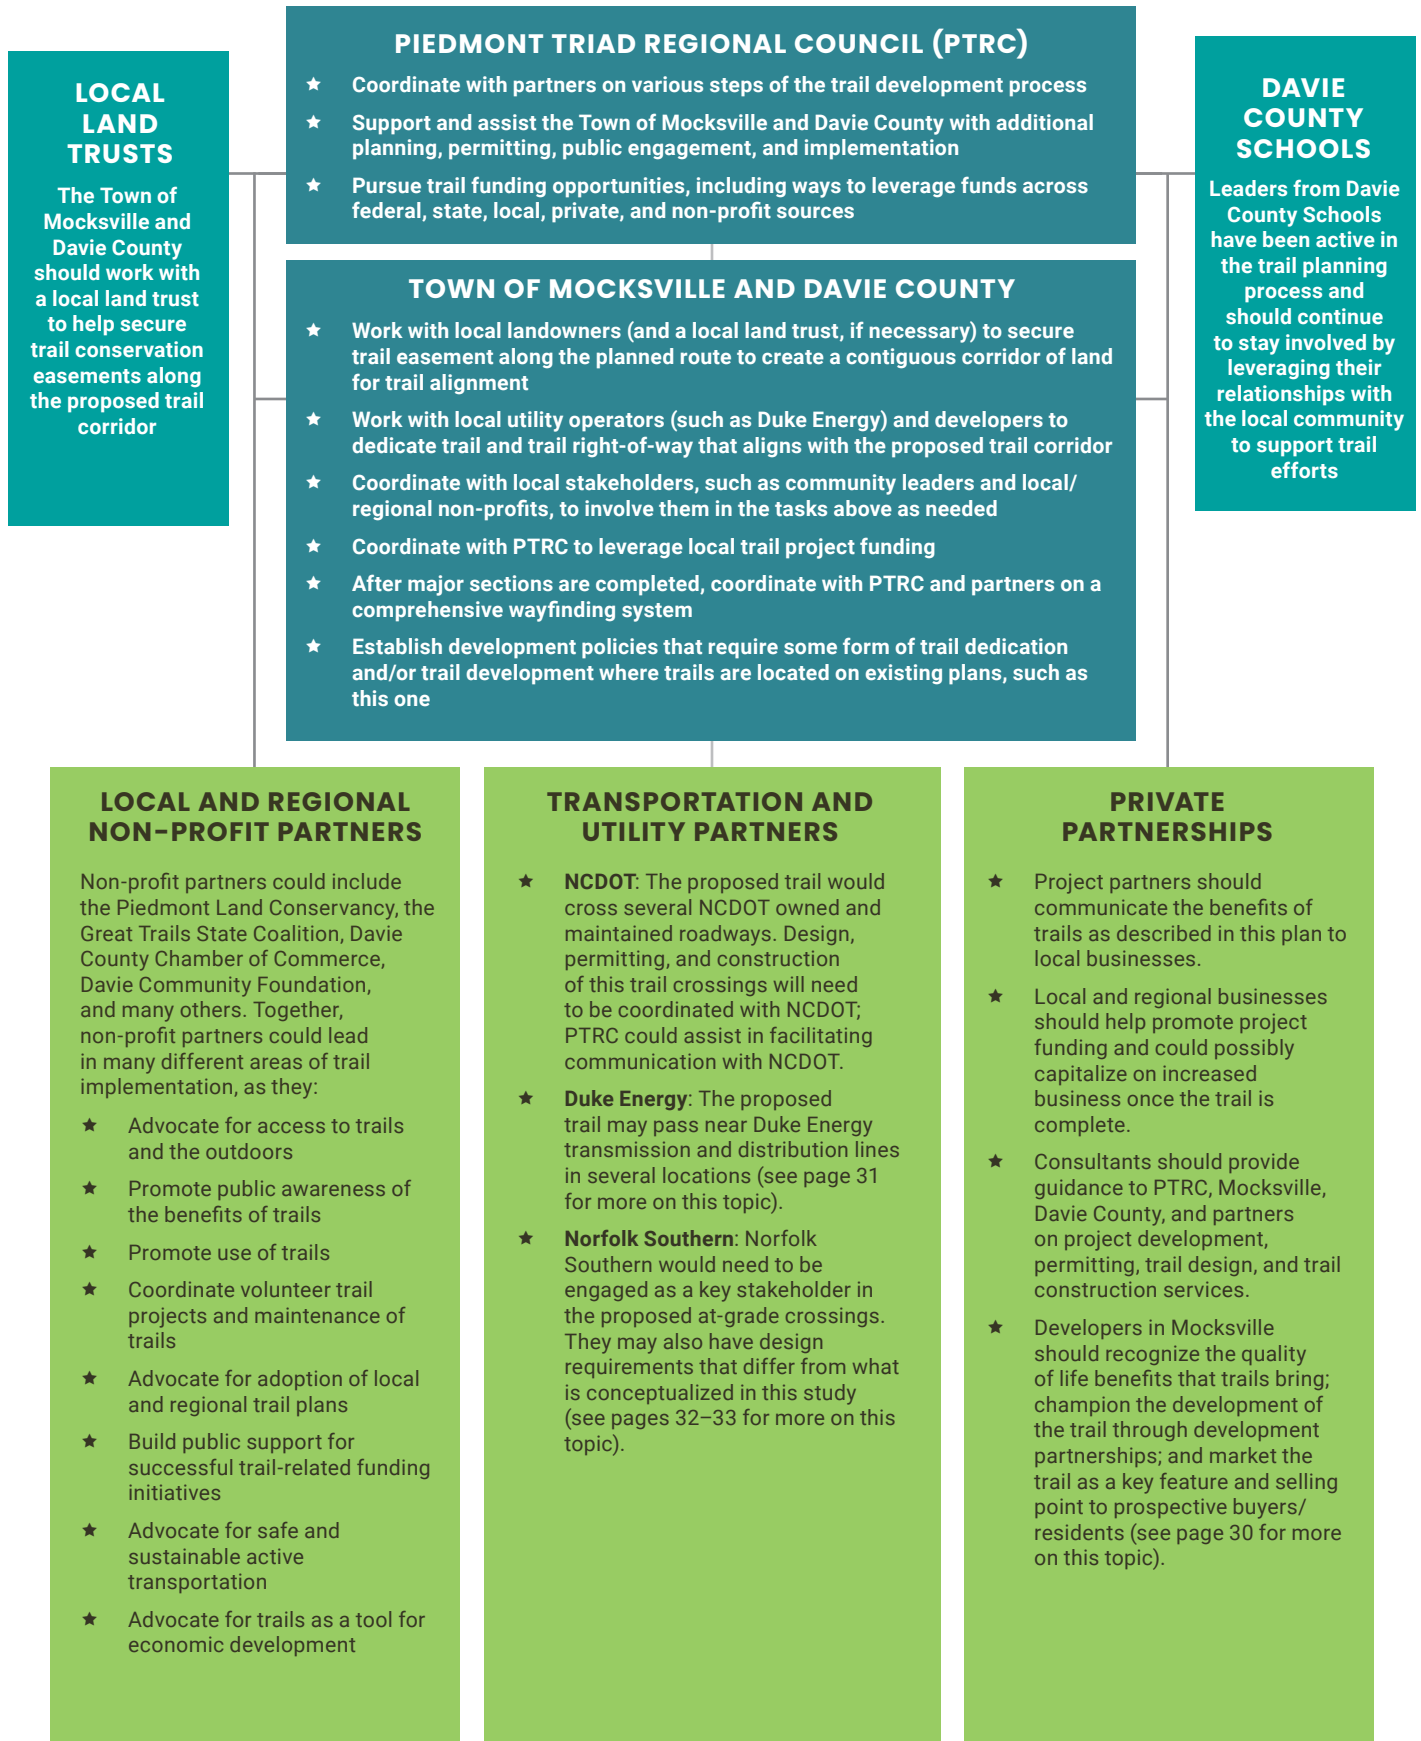 PIEDMONT TRIAD REGIONAL COUNCIL (PTRC)
★ Coordinate with partners on various steps of the trail development process
★ Support and assist the Town of Mocksville and Davie County with additional
planning, permitting, public engagement, and implementation
★ Pursue trail funding opportunities, including ways to leverage funds across
federal, state, local, private, and non-profit sources
LOCAL
LAND
TRUSTS
The Town of
Mocksville and
Davie County
should work with
a local land trust
to help secure
trail conservation
easements along
the proposed trail
corridor
DAVIE
COUNTY
SCHOOLS
Leaders from Davie
County Schools
have been active in
the trail planning
process and
should continue
to stay involved by
leveraging their
relationships with
the local community
to support trail
efforts
TOWN OF MOCKSVILLE AND DAVIE COUNTY
★ Work with local landowners (and a local land trust, if necessary) to secure
trail easement along the planned route to create a contiguous corridor of land
for trail alignment
★ Work with local utility operators (such as Duke Energy) and developers to
dedicate trail and trail right-of-way that aligns with the proposed trail corridor
★ Coordinate with local stakeholders, such as community leaders and local/
regional non-profits, to involve them in the tasks above as needed
★ Coordinate with PTRC to leverage local trail project funding
★ After major sections are completed, coordinate with PTRC and partners on a
comprehensive wayfinding system
★ Establish development policies that require some form of trail dedication
and/or trail development where trails are located on existing plans, such as
this one
LOCAL AND REGIONAL
NON-PROFIT PARTNERS
Non-profit partners could include
the Piedmont Land Conservancy, the
Great Trails State Coalition, Davie
County Chamber of Commerce,
Davie Community Foundation,
and many others. Together,
non-profit partners could lead
in many different areas of trail
implementation, as they:
★ Advocate for access to trails
and the outdoors
★ Promote public awareness of
the benefits of trails
★ Promote use of trails
★ Coordinate volunteer trail
projects and maintenance of
trails
★ Advocate for adoption of local
and regional trail plans
★ Build public support for
successful trail-related funding
initiatives
★ Advocate for safe and
sustainable active
transportation
★ Advocate for trails as a tool for
economic development
TRANSPORTATION AND
UTILITY PARTNERS
★ NCDOT: The proposed trail would
cross several NCDOT owned and
maintained roadways. Design,
permitting, and construction
of this trail crossings will need
to be coordinated with NCDOT;
PTRC could assist in facilitating
communication with NCDOT.
★ Duke Energy: The proposed
trail may pass near Duke Energy
transmission and distribution lines
in several locations (see page 31
for more on this topic).
★ Norfolk Southern: Norfolk
Southern would need to be
engaged as a key stakeholder in
the proposed at-grade crossings.
They may also have design
requirements that differ from what
is conceptualized in this study
(see pages 32–33 for more on this
topic).
PRIVATE
PARTNERSHIPS
★ Project partners should
communicate the benefits of
trails as described in this plan to
local businesses.
★ Local and regional businesses
should help promote project
funding and could possibly
capitalize on increased
business once the trail is
complete.
★ Consultants should provide
guidance to PTRC, Mocksville,
Davie County, and partners
on project development,
permitting, trail design, and trail
construction services.
★ Developers in Mocksville
should recognize the quality
of life benefits that trails bring;
champion the development of
the trail through development
partnerships; and market the
trail as a key feature and selling
point to prospective buyers/
residents (see page 30 for more
on this topic).